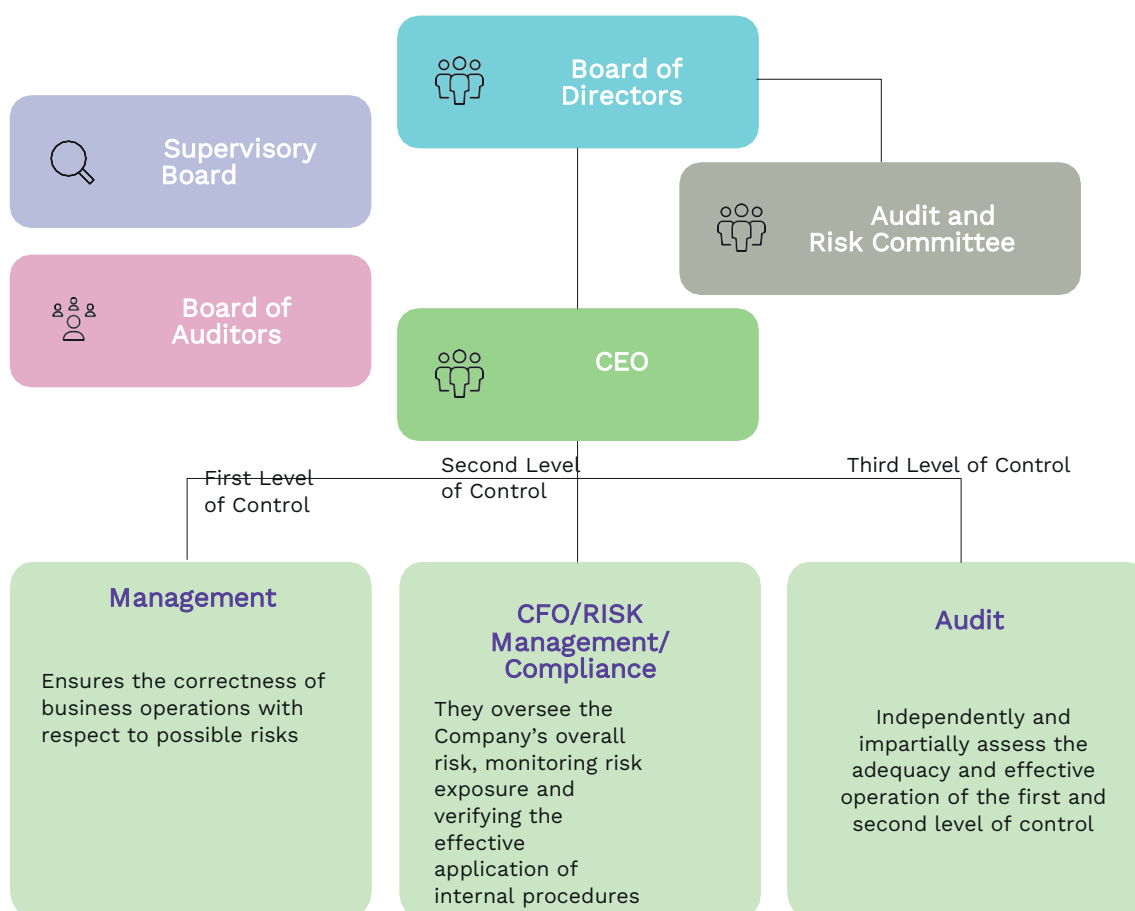 Board of
Directors
Supervisory
Board
Audit and
Risk Committee
Board of
Auditors
CEO
First Level
of Control
Second Level
of Control
Third Level of Control
Management
Ensures the correctness of
business operations with
respect to possible risks
CFO/RISK
Management/
Compliance
They oversee the
Company’s overall
risk, monitoring risk
exposure and
verifying the
effective
application of
internal procedures
Audit
Independently and
impartially assess the
adequacy and effective
operation of the first and
second level of control